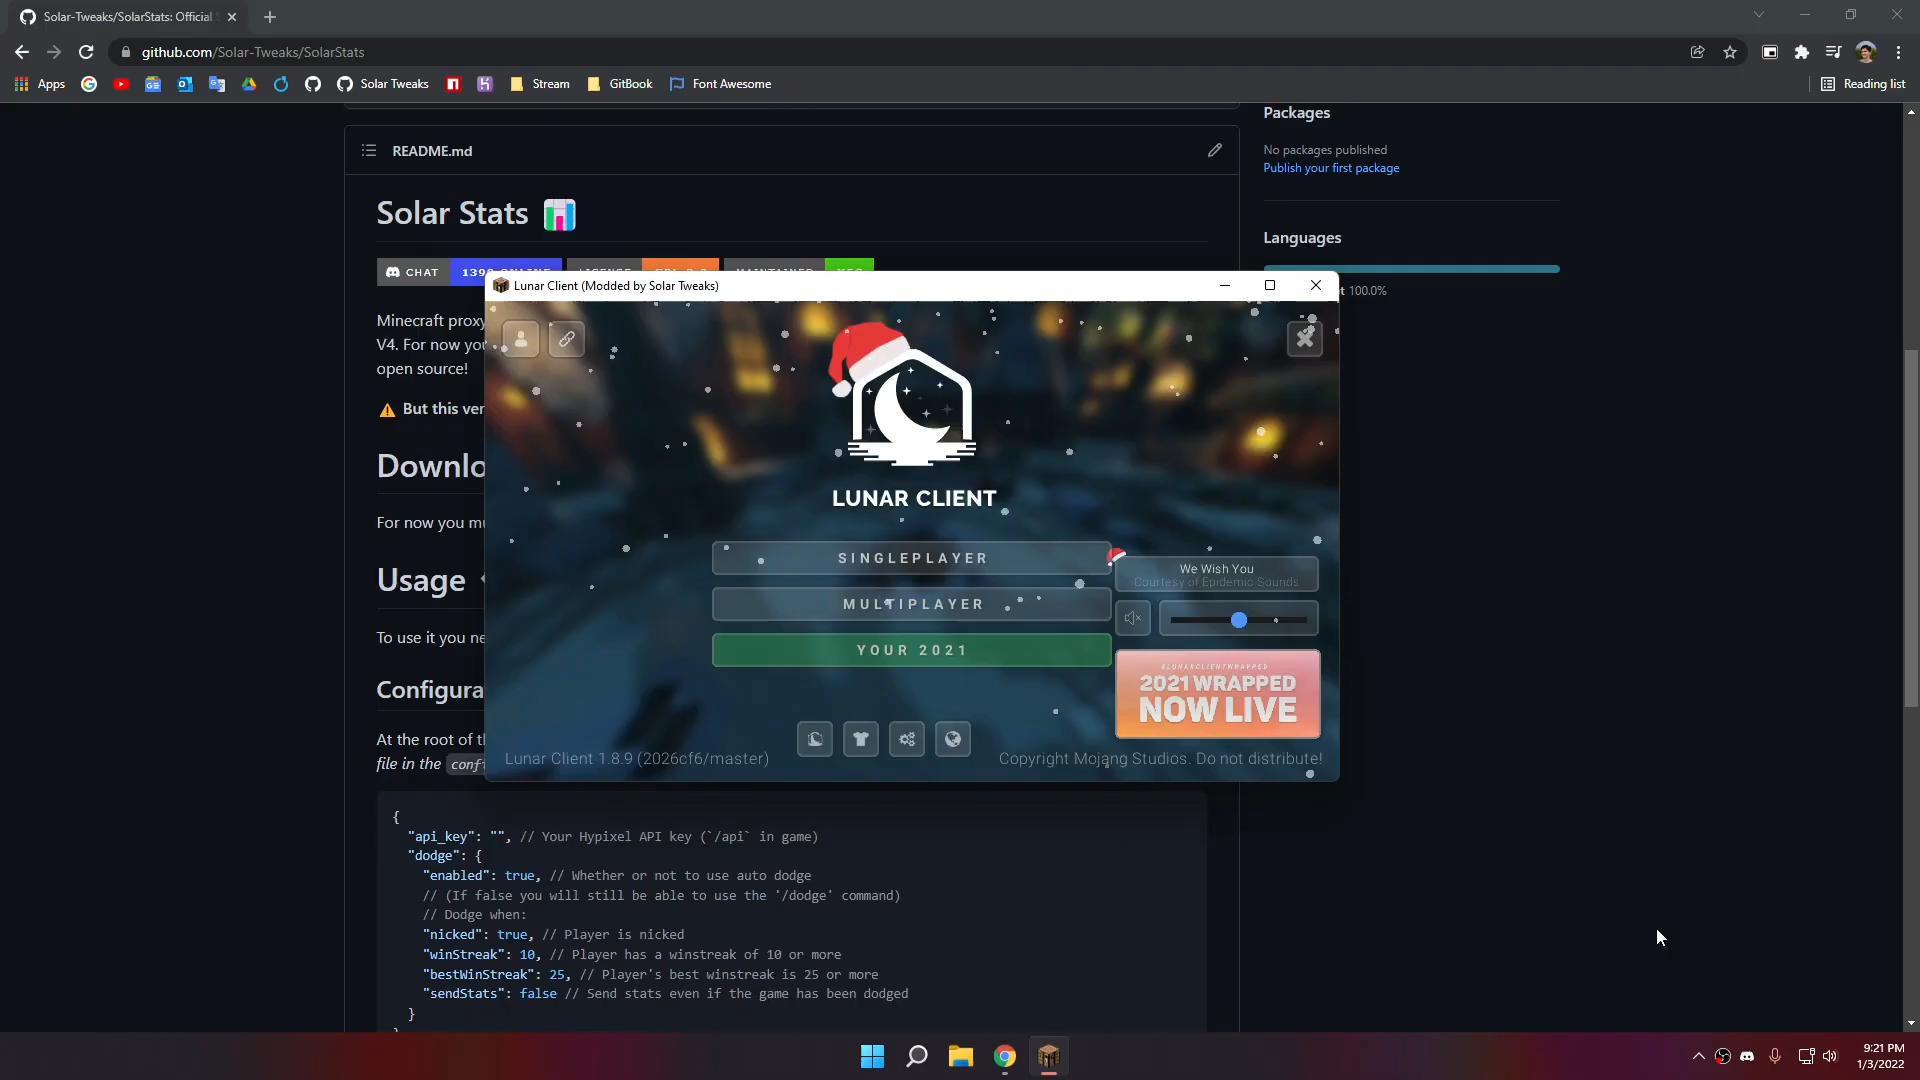 Solar-Tweaks/SolarStats: Official
github.com/Solar-Tweaks/SolarStats
Apps
Solar Tweaks
Stream
GitBook
Font Awesome
Reading list
README.md
Solar Stats
CHAT
1390 ONLINE
LICENSE
MAINTAINED
YES
Minecraft proxy
V4. For now you
open source!
But this ver
Downlo
For now you mu
Usage
To use it you ne
Configura
At the root of th
file in the conf
{
"api_key": "", // Your Hypixel API key (`/api` in game)
"dodge": {
"enabled": true, // Whether or not to use auto dodge
// (If false you will still be able to use the '/dodge' command)
// Dodge when:
"nicked": true, // Player is nicked
"winStreak": 10, // Player has a winstreak of 10 or more
"bestWinStreak": 25, // Player's best winstreak is 25 or more
"sendStats": false // Send stats even if the game has been dodged
}
Packages
No packages published
Publish your first package
Languages
t 100.0%
Lunar Client (Modded by Solar Tweaks)
LUNAR CLIENT
SINGLEPLAYER
MULTIPLAYER
YOUR 2021
We Wish You
Courtesy of Epidemic Sounds
#LUNARCLIENTWRAPPED
2021 WRAPPED
NOW LIVE
Lunar Client 1.8.9 (2026cf6/master)
Copyright Mojang Studios. Do not distribute!
9:21 PM
1/3/2022